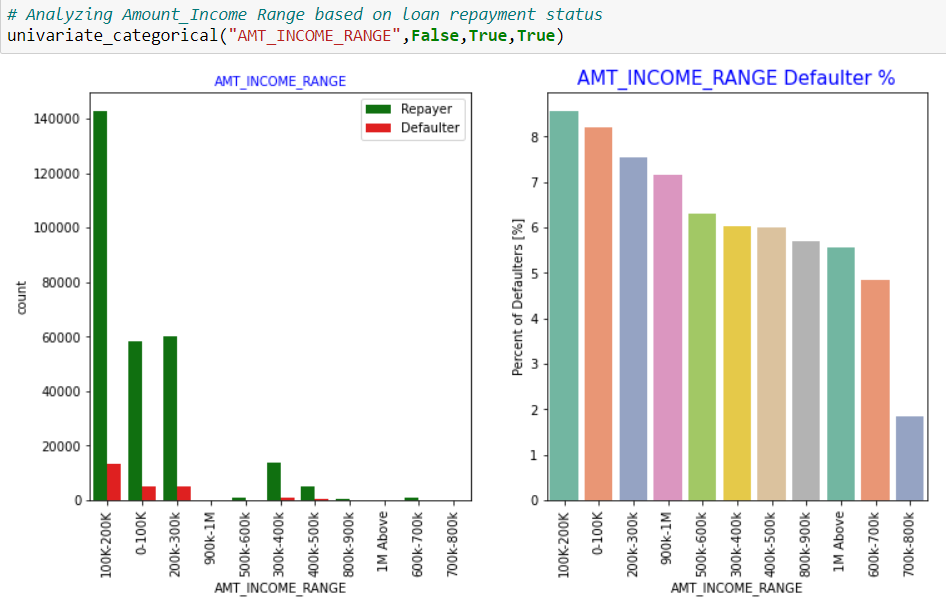 # Analyzing Amount_Income Range based on loan repayment status
univariate_categorical("AMT_INCOME_RANGE",False,True,True)
AMT_INCOME_RANGE
Repayer
Defaulter
140000
120000
100000
80000
60000
40000
20000
0
count
100K-200K
0-100K
200k-300k
900k-1M
500k-600k
300k-400k
400k-500k
800k-900k
1M Above
600k-700k
700k-800k
AMT_INCOME_RANGE
AMT_INCOME_RANGE Defaulter %
8
7
6
5
4
3
2
1
0
Percent of Defaulters [%]
100K-200K
0-100K
200k-300k
900k-1M
500k-600k
300k-400k
400k-500k
800k-900k
1M Above
600k-700k
700k-800k
AMT_INCOME_RANGE